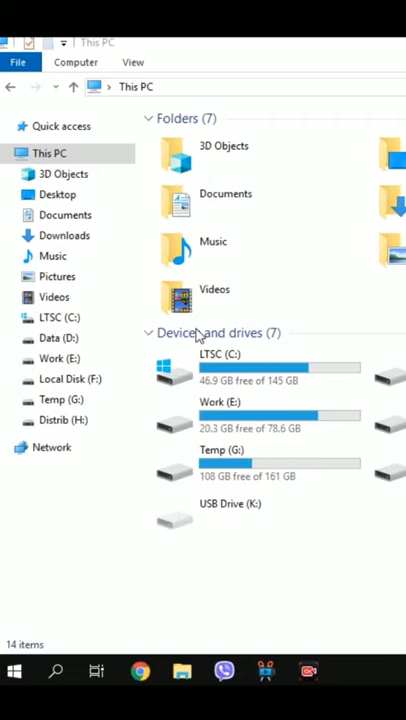 This PC
File Computer View
This PC
Quick access
This PC
3D Objects
Desktop
Documents
Downloads
Music
Pictures
Videos
LTSC (C:)
Data (D:)
Work (E:)
Local Disk (F:)
Temp (G:)
Distrib (H:)
Network
Folders (7)
3D Objects
Documents
Music
Videos
Devices and drives (7)
LTSC (C:)
46.9 GB free of 145 GB
Work (E:)
20.3 GB free of 78.6 GB
Temp (G:)
108 GB free of 161 GB
USB Drive (K:)
14 items